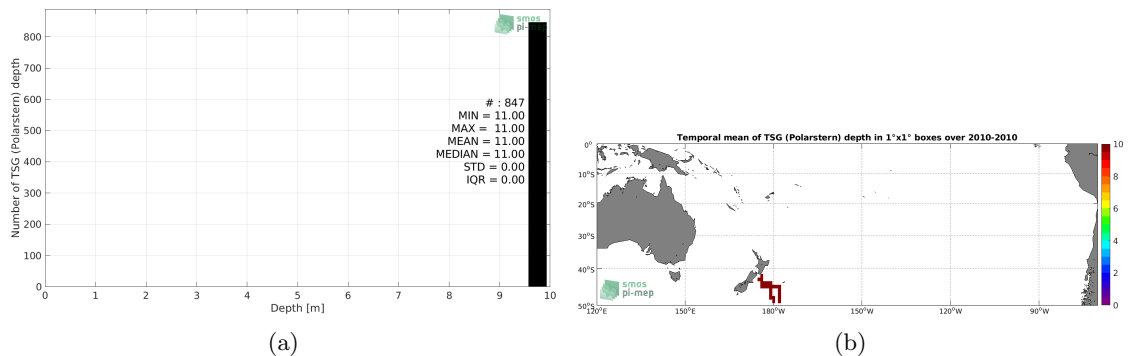 Number of TSG (Polarstern) depth
800
700
600
500
400
300
200
100
0
0 1 2 3 4 5 6 7 8 9 10
Depth [m]
smos
pi-mep
# : 847
MIN = 11.00
MAX = 11.00
MEAN = 11.00
MEDIAN = 11.00
STD = 0.00
IQR = 0.00
(a)
Temporal mean of TSG (Polarstern) depth in 1°x1° boxes over 2010-2010
0°
10°S
20°S
30°S
40°S
50°S
120°E 150°E 180°W 150°W 120°W 90°W
smos
pi-mep
10
8
6
4
2
0
(b)